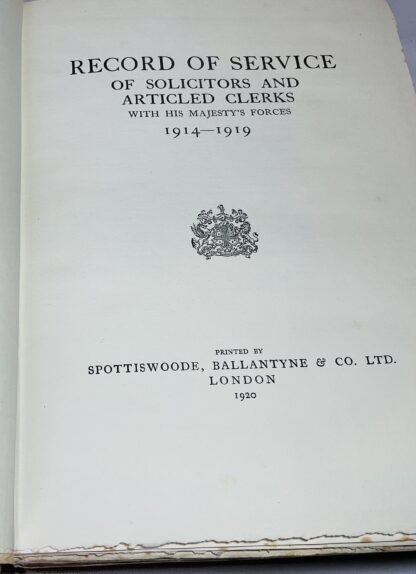 RECORD OF SERVICE
OF SOLICITORS AND
ARTICLED CLERKS
WITH HIS MAJESTY'S FORCES
1914—1919
PRINTED BY
SPOTTISWOODE, BALLANTYNE & CO. LTD.
LONDON
1920